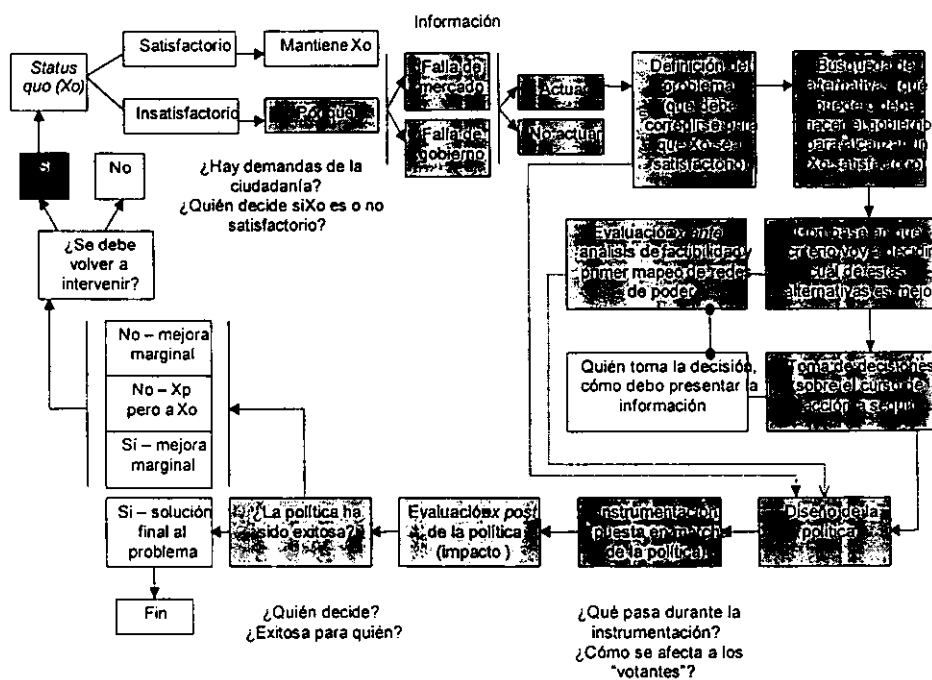 Información
Status
quo (Xo)
Satisfactorio
Mantiene Xo
Insatisfactorio
Porque
Falla de
mercado
Falla de
gobierno
Actuar
No actuar
Definición del
problema
que debe
corregirse para
que Xo sea
satisfactorio
Búsqueda de
alternativas, que
puede o debe
hacer el gobierno
para alcanzar un
Xo satisfactorio
¿Hay demandas de la
ciudadanía?
¿Quién decide siXo es o no
satisfactorio?
Sí
No
¿Se debe
volver a
intervenir?
Evaluación ex ante
análisis de factibilidad
primer mapeo de redes
de poder
Con base en qué
criterio voy a decidir
cuál de estas
alternativas es mejor
No – mejora
marginal
No – Xp
pero a Xo
Sí – mejora
marginal
Si – solución
final al
problema
Fin
Quién toma la decisión,
cómo debo presentar la
información
Toma de decisiones
sobre el curso de
acción a seguir
¿La política ha
sido exitosa?
Evaluación ex post
de la política
(impacto )
Instrumentación
(puesta en marcha
de la política)
Diseño de la
política
¿Quién decide?
¿Exitosa para quién?
¿Qué pasa durante la
instrumentación?
¿Cómo se afecta a los
"votantes"?